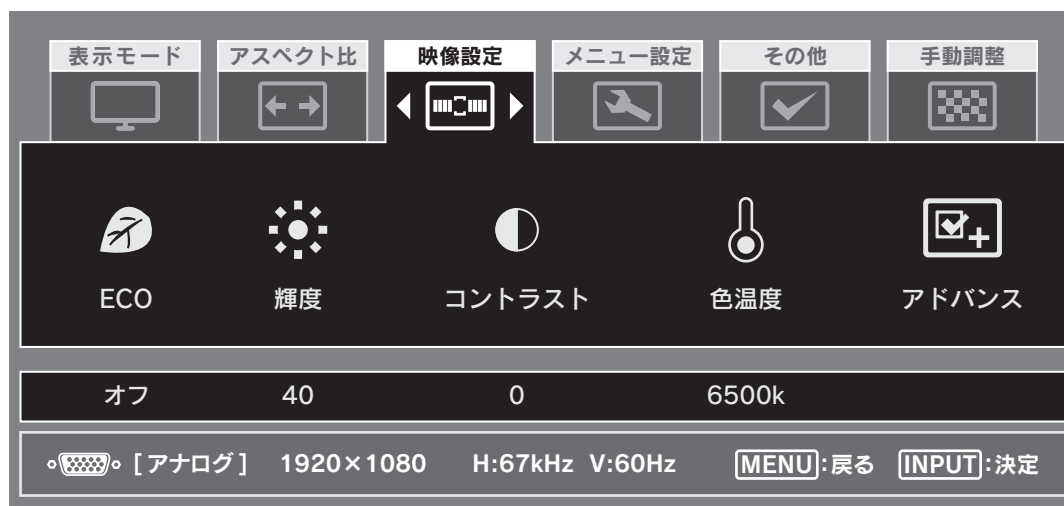 表示モード アスペクト比 映像設定 メニュー設定 その他 手動調整
ECO 輝度 コントラスト 色温度 アドバンス
オフ 40 0 6500k
[アナログ] 1920×1080 H:67kHz V:60Hz MENU:戻る INPUT:決定